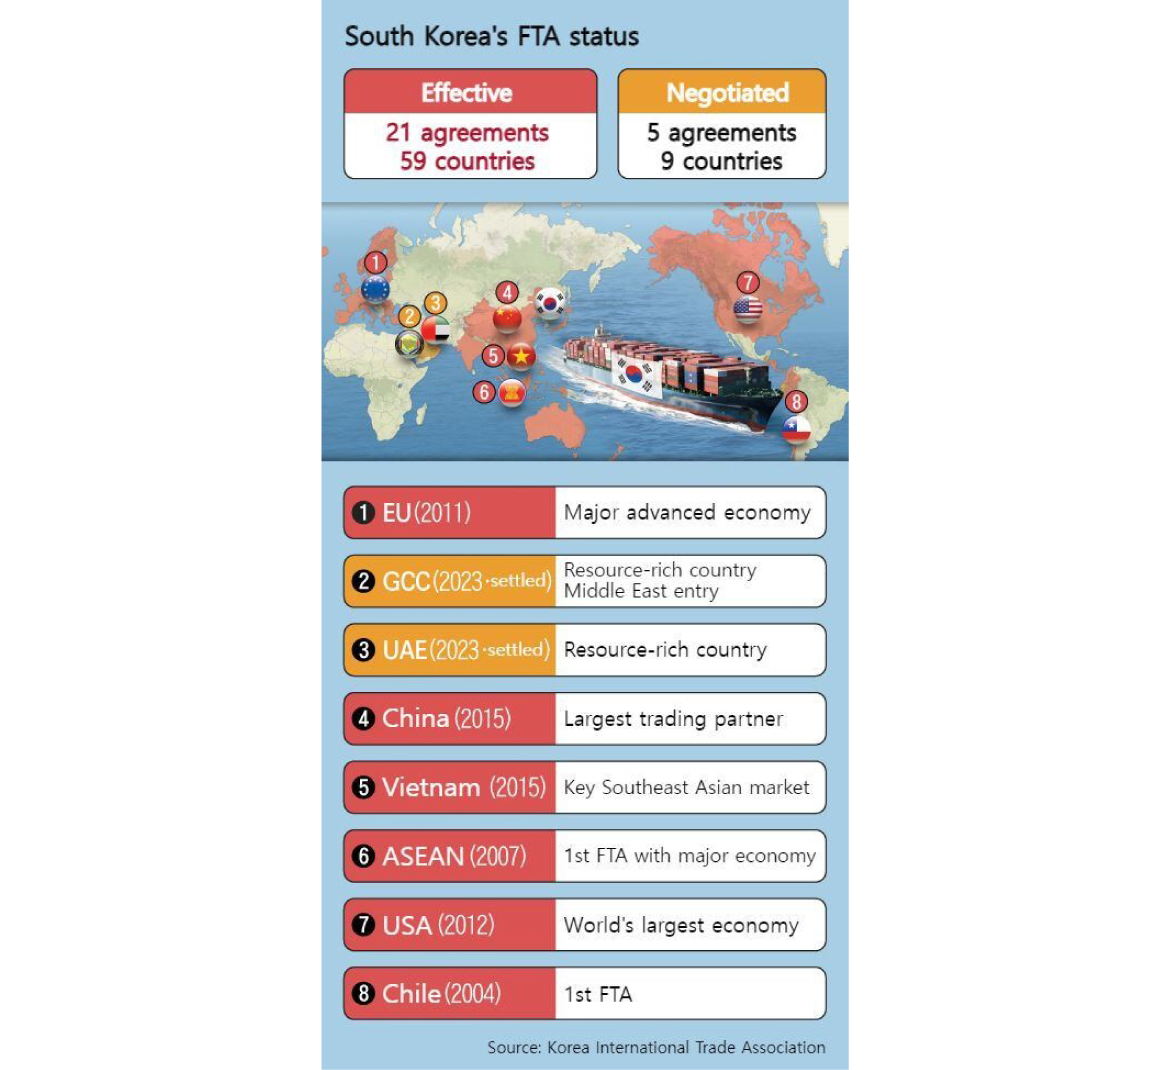 South Korea's FTA status
Effective
21 agreements
59 countries
Negotiated
5 agreements
9 countries
1
2
3
4
5
6
7
8
1 EU (2011)
Major advanced economy
2 GCC (2023·settled)
Resource-rich country
Middle East entry
3 UAE (2023·settled)
Resource-rich country
4 China (2015)
Largest trading partner
5 Vietnam (2015)
Key Southeast Asian market
6 ASEAN (2007)
1st FTA with major economy
7 USA (2012)
World's largest economy
8 Chile (2004)
1st FTA
Source: Korea International Trade Association